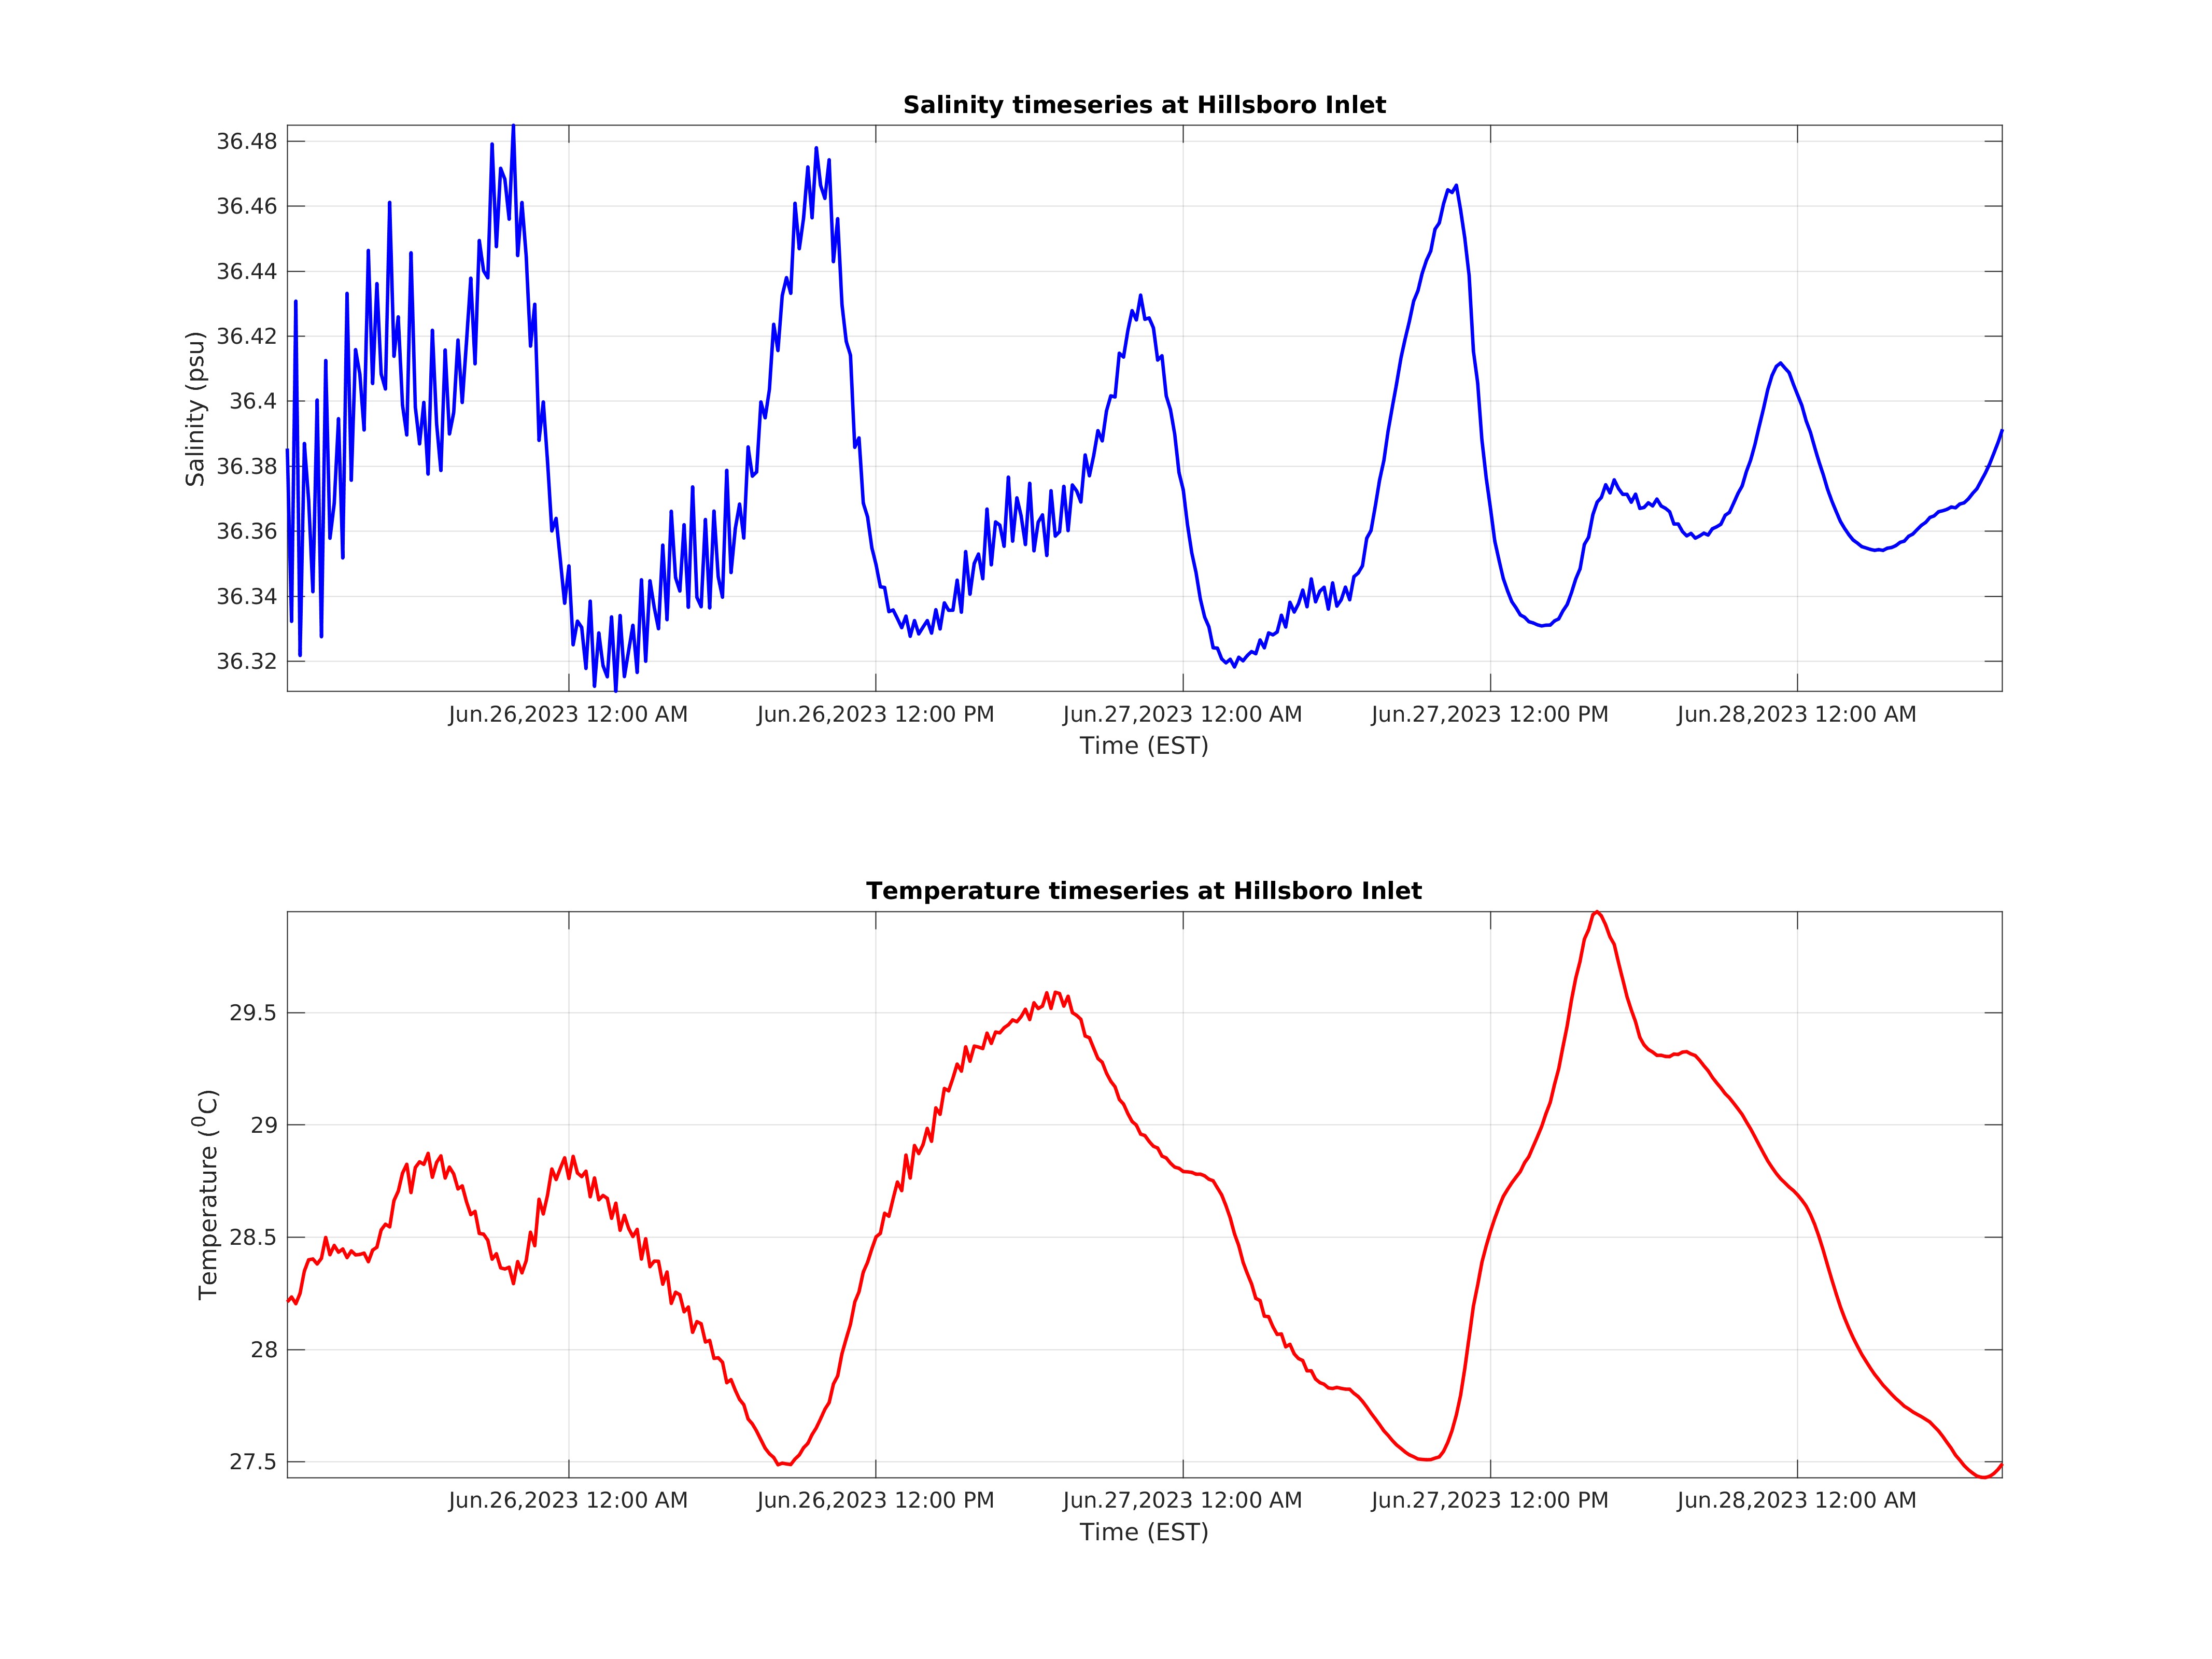 Salinity timeseries at Hillsboro Inlet
36.48
36.46
36.44
36.42
36.4
36.38
36.36
36.34
36.32
Salinity (psu)
Jun.26,2023 12:00 AM Jun.26,2023 12:00 PM Jun.27,2023 12:00 AM Jun.27,2023 12:00 PM Jun.28,2023 12:00 AM
Time (EST)
Temperature timeseries at Hillsboro Inlet
29.5
29
28.5
28
27.5
Temperature (⁰C)
Jun.26,2023 12:00 AM Jun.26,2023 12:00 PM Jun.27,2023 12:00 AM Jun.27,2023 12:00 PM Jun.28,2023 12:00 AM
Time (EST)